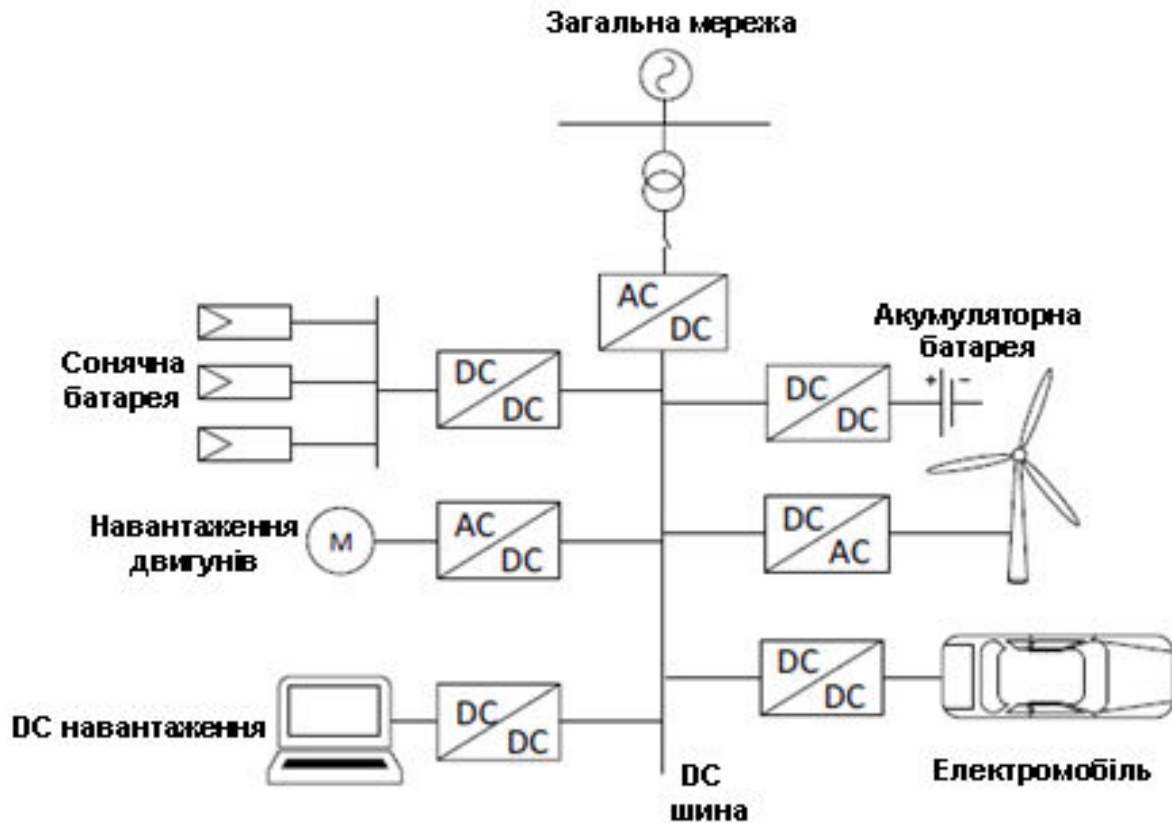 Загальна мережа
AC
DC
Акумуляторна
батарея
+ −
Сонячна
батарея
DC
DC
DC
DC
Навантаження
двигунів
M
AC
DC
DC
AC
DC навантаження
DC
DC
DC
DC
Електромобіль
DC
шина